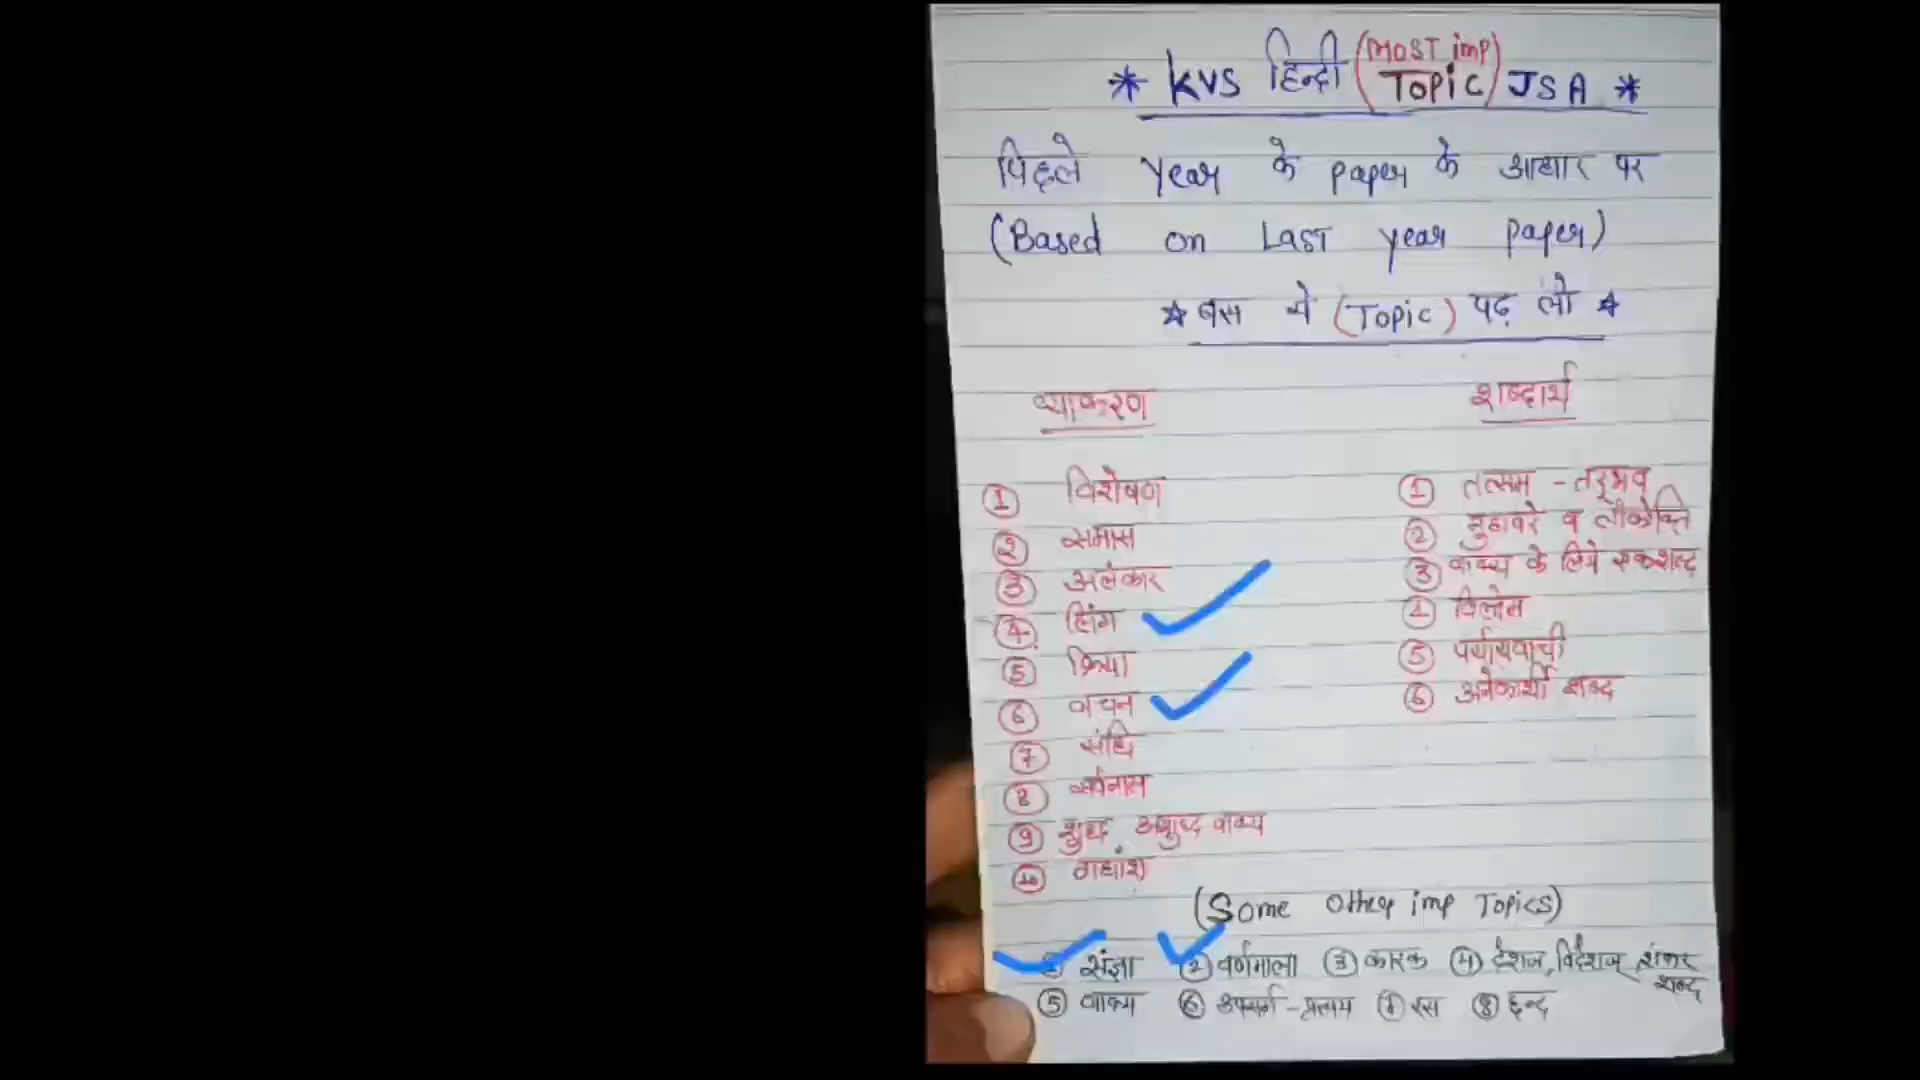 * KVS हिन्दी (MOST imp TOPIC) JSA *
पिछले Year के paper के आधार पर
(Based on Last year paper)
* बस ये (Topic) पढ़ लो *
व्याकरण
① विशेषण
② समास
③ अलंकार
④ लिंग
⑤ क्रिया
⑥ वचन
⑦ संधि
⑧ सर्वनाम
⑨ शुद्ध अशुद्ध वाक्य
⑩ गद्यांश
शब्दार्थ
① तत्सम - तद्भव
② मुहावरे व लोकोक्ति
③ वाक्य के लिये एकशब्द
④ विलोम
⑤ पर्यायवाची
⑥ अनेकार्थी शब्द
(Some Other imp Topics)
① संज्ञा ② वर्णमाला ③ कारक ④ देशज, विदेशज, संकर शब्द
⑤ वाक्य ⑥ उपसर्ग - प्रत्यय ⑦ रस ⑧ छन्द